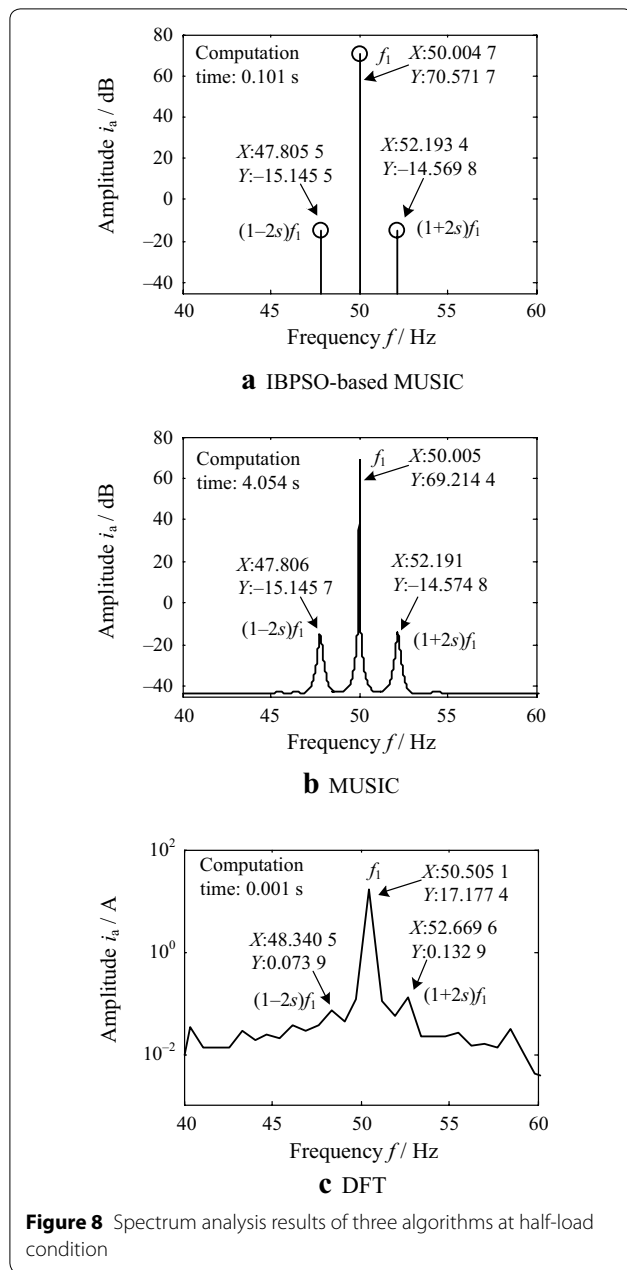 80
60
40
20
0
−20
−40
Amplitude iₐ / dB
Computation
time: 0.101 s
f₁
X:50.004 7
Y:70.571 7
X:47.805 5
Y:−15.145 5
X:52.193 4
Y:−14.569 8
(1−2s)f₁
(1+2s)f₁
40 45 50 55 60
Frequency f / Hz
a IBPSO-based MUSIC
80
60
40
20
0
−20
−40
Amplitude iₐ / dB
Computation
time: 4.054 s
f₁
X:50.005
Y:69.214 4
X:47.806
Y:−15.145 7
X:52.191
Y:−14.574 8
(1−2s)f₁
(1+2s)f₁
40 45 50 55 60
Frequency f / Hz
b MUSIC
10²
10⁰
10⁻²
Amplitude iₐ / A
Computation
time: 0.001 s
f₁
X:50.505 1
Y:17.177 4
X:48.340 5
Y:0.073 9
X:52.669 6
Y:0.132 9
(1−2s)f₁
(1+2s)f₁
40 45 50 55 60
Frequency f / Hz
c DFT
Figure 8 Spectrum analysis results of three algorithms at half-load
condition